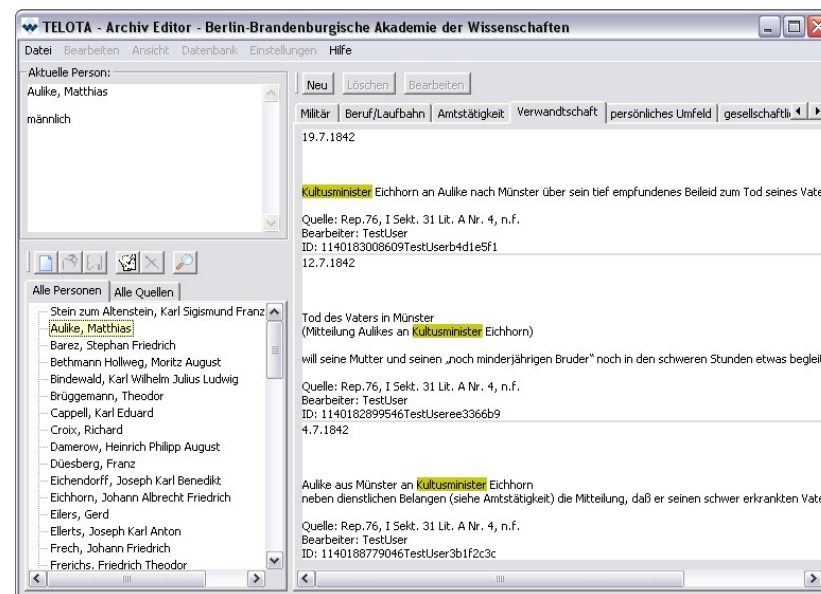 TELOTA - Archiv Editor - Berlin-Brandenburgische Akademie der Wissenschaften
Datei Bearbeiten Ansicht Datenbank Einstellungen Hilfe
Aktuelle Person:
Aulike, Matthias
männlich
Alle Personen Alle Quellen
Stein zum Altenstein, Karl Sigismund Franz
Aulike, Matthias
Barez, Stephan Friedrich
Bethmann Hollweg, Moritz August
Bindewald, Karl Wilhelm Julius Ludwig
Brüggemann, Theodor
Cappell, Karl Eduard
Croix, Richard
Damerow, Heinrich Philipp August
Düesberg, Franz
Eichendorff, Joseph Karl Benedikt
Eichhorn, Johann Albrecht Friedrich
Eilers, Gerd
Ellerts, Joseph Karl Anton
Frech, Johann Friedrich
Frerichs, Friedrich Theodor
Neu Löschen Bearbeiten
Militär Beruf/Laufbahn Amtstätigkeit Verwandtschaft persönliches Umfeld gesellschaftli
19.7.1842
Kultusminister Eichhorn an Aulike nach Münster über sein tief empfundenes Beileid zum Tod seines Vate
Quelle: Rep.76, I Sekt. 31 Lit. A Nr. 4, n.f.
Bearbeiter: TestUser
ID: 1140183008609TestUserb4d1e5f1
12.7.1842
Tod des Vaters in Münster
(Mitteilung Aulikes an Kultusminister Eichhorn)
will seine Mutter und seinen „noch minderjährigen Bruder“ noch in den schweren Stunden etwas begleit
Quelle: Rep.76, I Sekt. 31 Lit. A Nr. 4, n.f.
Bearbeiter: TestUser
ID: 1140182899546TestUseree3366b9
4.7.1842
Aulike aus Münster an Kultusminister Eichhorn
neben dienstlichen Belangen (siehe Amtstätigkeit) die Mitteilung, daß er seinen schwer erkrankten Vate
Quelle: Rep.76, I Sekt. 31 Lit. A Nr. 4, n.f.
Bearbeiter: TestUser
ID: 1140188779046TestUser3b1f2c3c